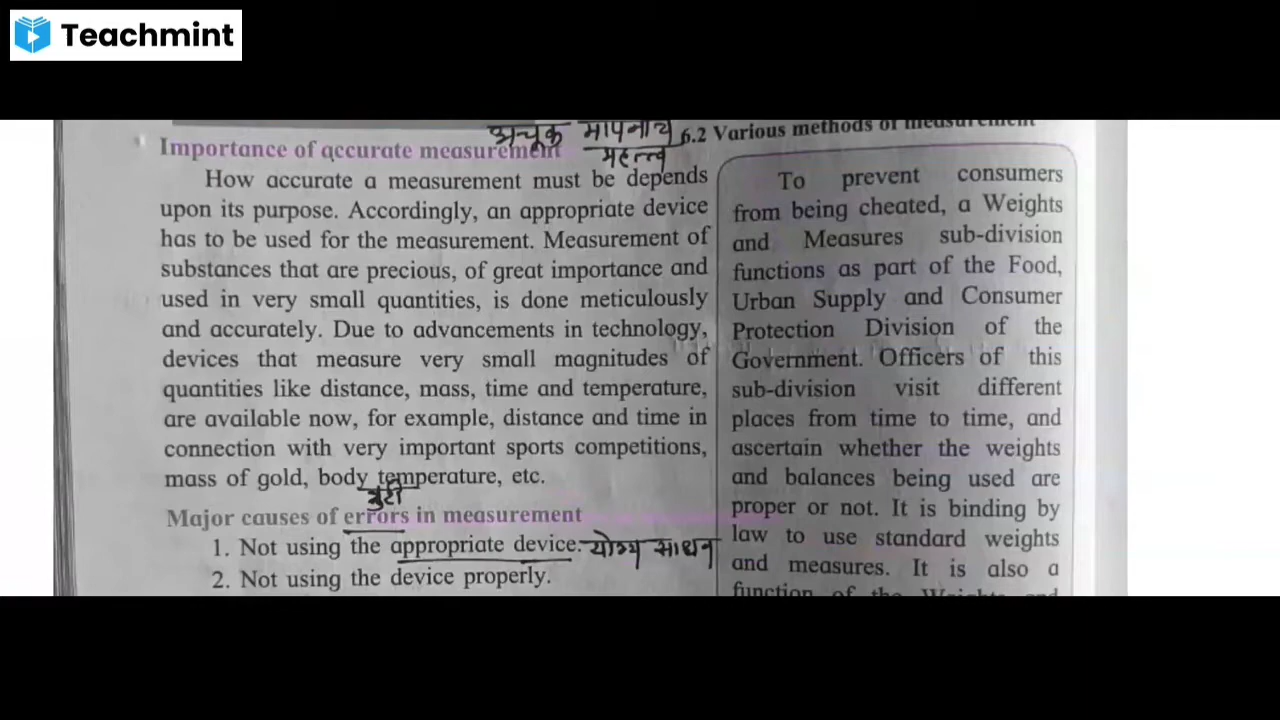 Teachmint
अचूक मापनाचे
महत्त्व
6.2 Various methods of measurement
Importance of accurate measurement
How accurate a measurement must be depends
upon its purpose. Accordingly, an appropriate device
has to be used for the measurement. Measurement of
substances that are precious, of great importance and
used in very small quantities, is done meticulously
and accurately. Due to advancements in technology,
devices that measure very small magnitudes of
quantities like distance, mass, time and temperature,
are available now, for example, distance and time in
connection with very important sports competitions,
mass of gold, body temperature, etc.
त्रुटी
Major causes of errors in measurement
1. Not using the appropriate device. योग्य साधन
2. Not using the device properly.
To prevent consumers
from being cheated, a Weights
and Measures sub-division
functions as part of the Food,
Urban Supply and Consumer
Protection Division of the
Government. Officers of this
sub-division visit different
places from time to time, and
ascertain whether the weights
and balances being used are
proper or not. It is binding by
law to use standard weights
and measures. It is also a
function of the Weights and